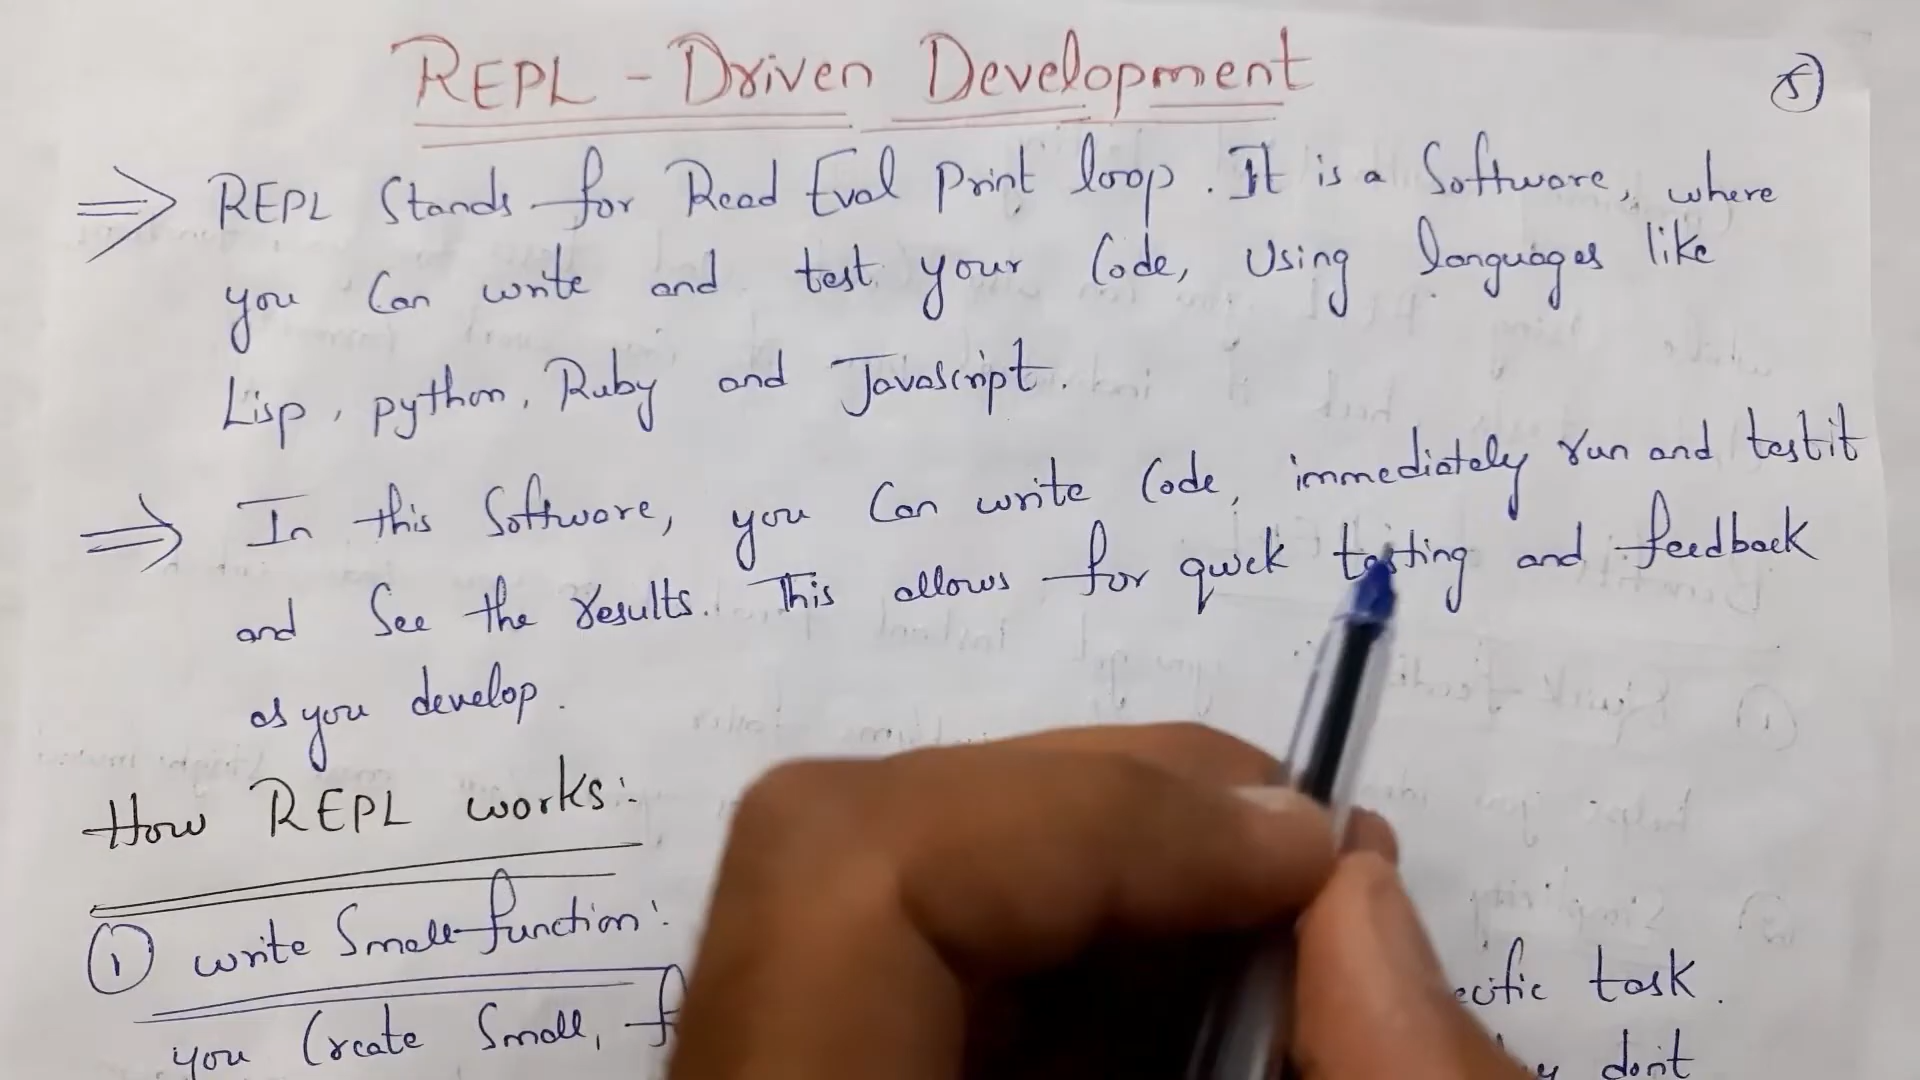 REPL - Driven Development
5
REPL Stands for Read Eval Print loop. It is a Software, where
you Can write and test your Code, Using languages like
Lisp, python, Ruby and Javascript.
In this Software, you Can write Code, immediately run and test it
and See the results. This allows for quick testing and feedback
as you develop.
How REPL works:
1 write Small function:
you Create Small, task.
dont